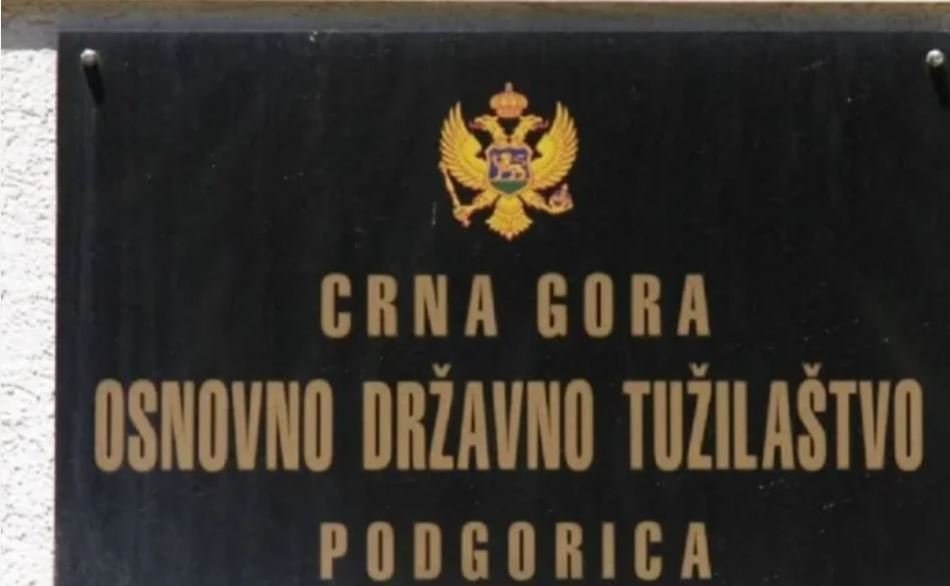 CRNA GORA
OSNOVNO DRŽAVNO TUŽILAŠTVO
PODGORICA